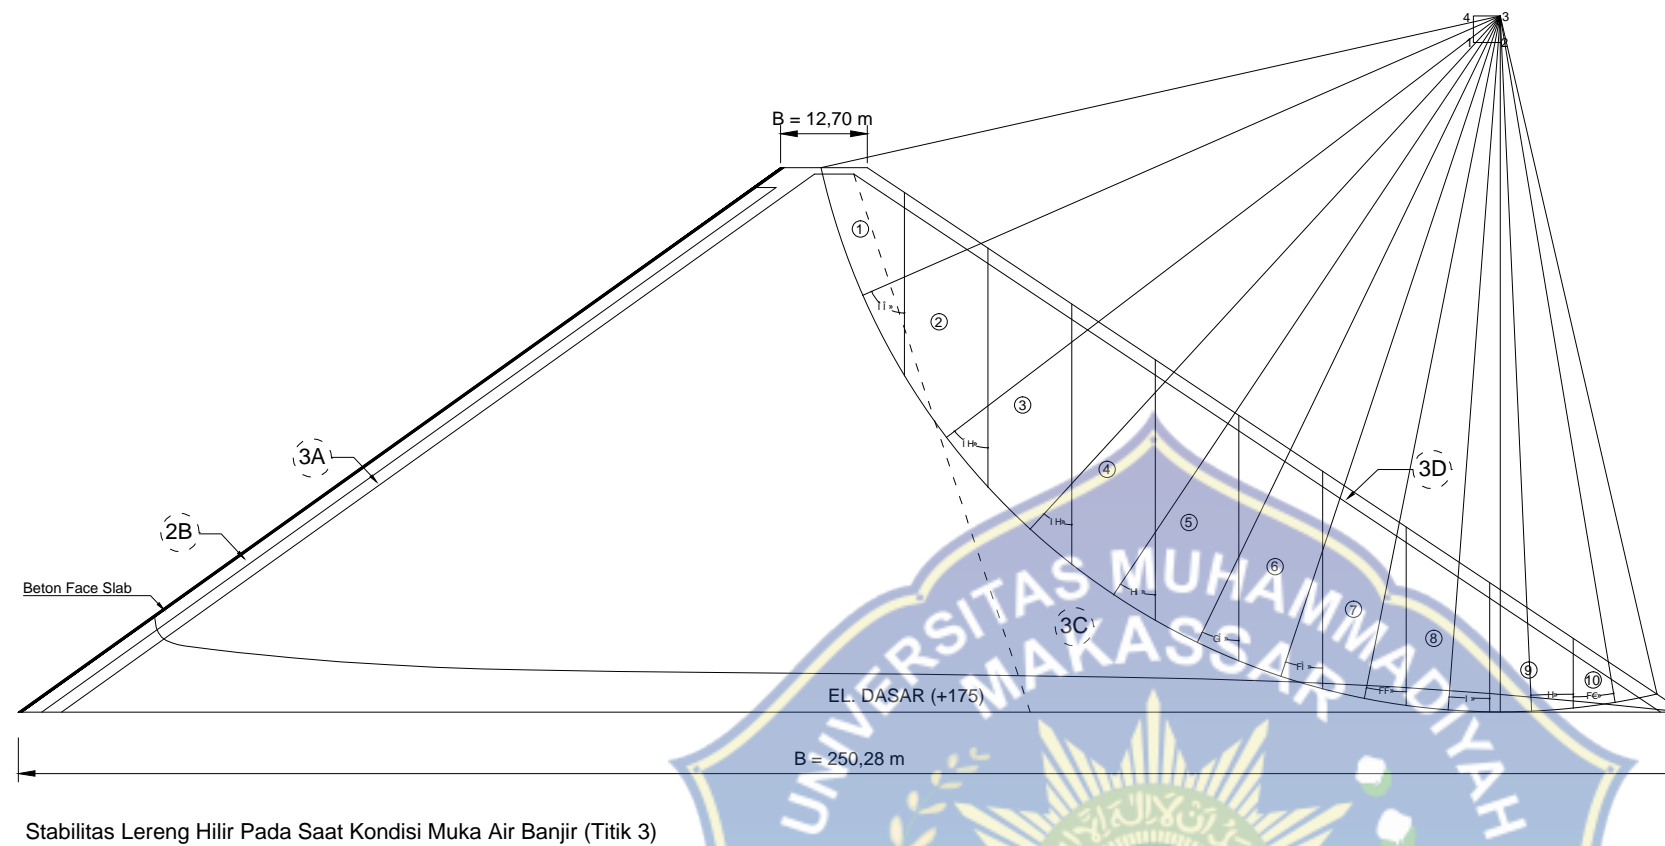 4 3
1 2
B = 12,70 m
1
2
3
3A
4
3D
5
2B
6
Beton Face Slab
7
3C
8
9
10
EL. DASAR (+175)
B = 250,28 m
UNIVERSITAS MUHAMMADIYAH
MAKASSAR
Stabilitas Lereng Hilir Pada Saat Kondisi Muka Air Banjir (Titik 3)